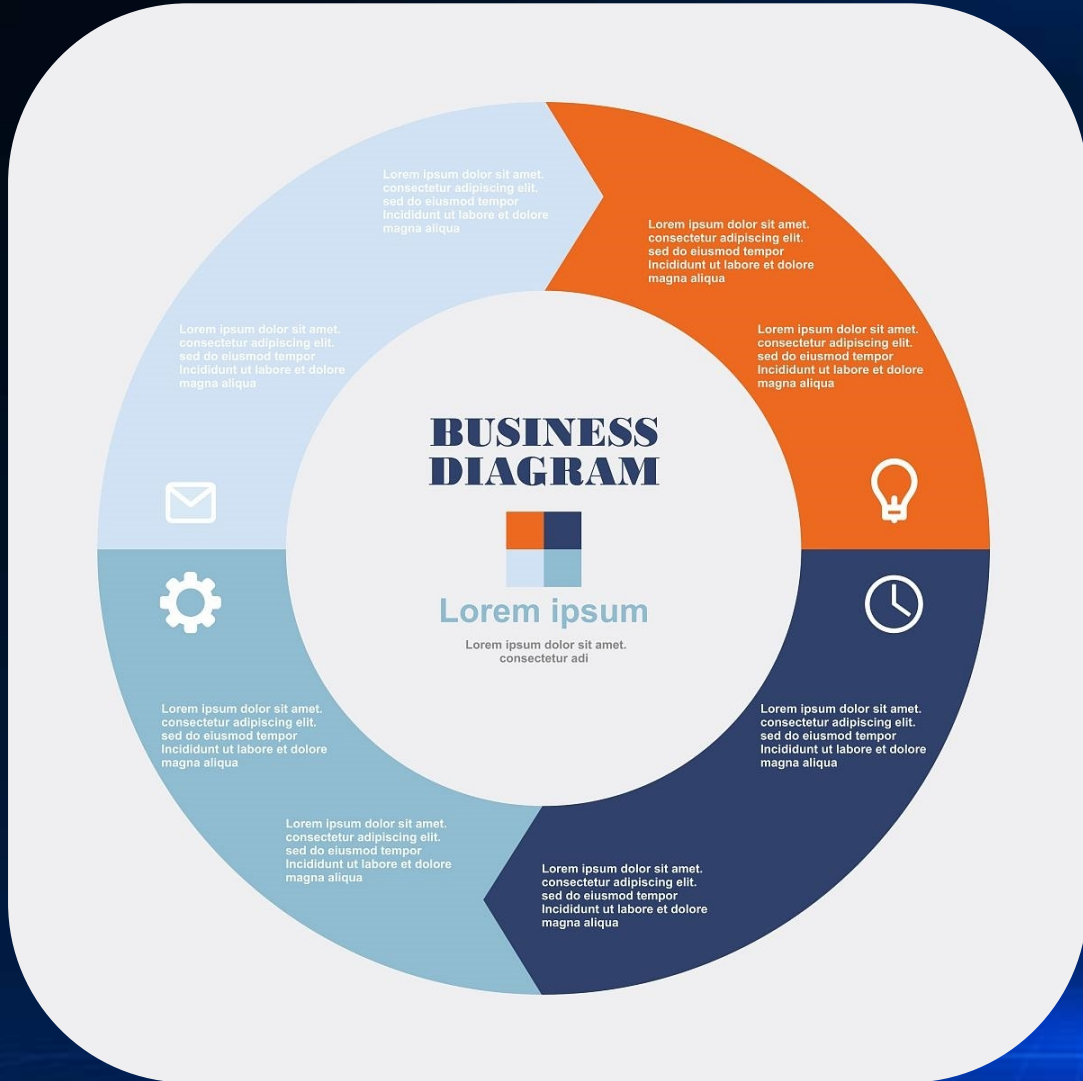 Lorem ipsum dolor sit amet.
consectetur adipiscing elit.
sed do eiusmod tempor
Incididunt ut labore et dolore
magna aliqua
Lorem ipsum dolor sit amet.
consectetur adipiscing elit.
sed do eiusmod tempor
Incididunt ut labore et dolore
magna aliqua
Lorem ipsum dolor sit amet.
consectetur adipiscing elit.
sed do eiusmod tempor
Incididunt ut labore et dolore
magna aliqua
Lorem ipsum dolor sit amet.
consectetur adipiscing elit.
sed do eiusmod tempor
Incididunt ut labore et dolore
magna aliqua
BUSINESS
DIAGRAM
Lorem ipsum
Lorem ipsum dolor sit amet.
consectetur adi
Lorem ipsum dolor sit amet.
consectetur adipiscing elit.
sed do eiusmod tempor
Incididunt ut labore et dolore
magna aliqua
Lorem ipsum dolor sit amet.
consectetur adipiscing elit.
sed do eiusmod tempor
Incididunt ut labore et dolore
magna aliqua
Lorem ipsum dolor sit amet.
consectetur adipiscing elit.
sed do eiusmod tempor
Incididunt ut labore et dolore
magna aliqua
Lorem ipsum dolor sit amet.
consectetur adipiscing elit.
sed do eiusmod tempor
Incididunt ut labore et dolore
magna aliqua